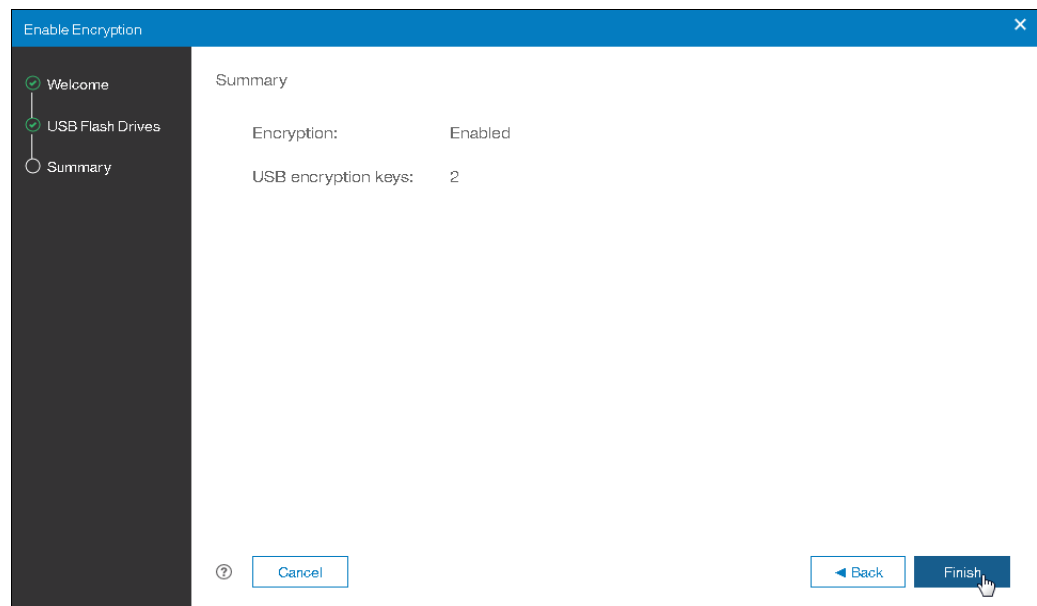 Enable Encryption
Welcome
USB Flash Drives
Summary
Summary
Encryption: Enabled
USB encryption keys: 2
? Cancel ◄ Back Finish